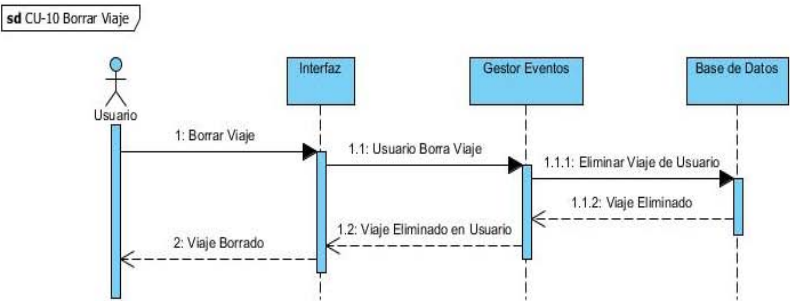 sd CU-10 Borrar Viaje
Interfaz
Gestor Eventos
Base de Datos
Usuario
1: Borrar Viaje
1.1: Usuario Borra Viaje
1.1.1: Eliminar Viaje de Usuario
1.1.2: Viaje Eliminado
1.2: Viaje Eliminado en Usuario
2: Viaje Borrado